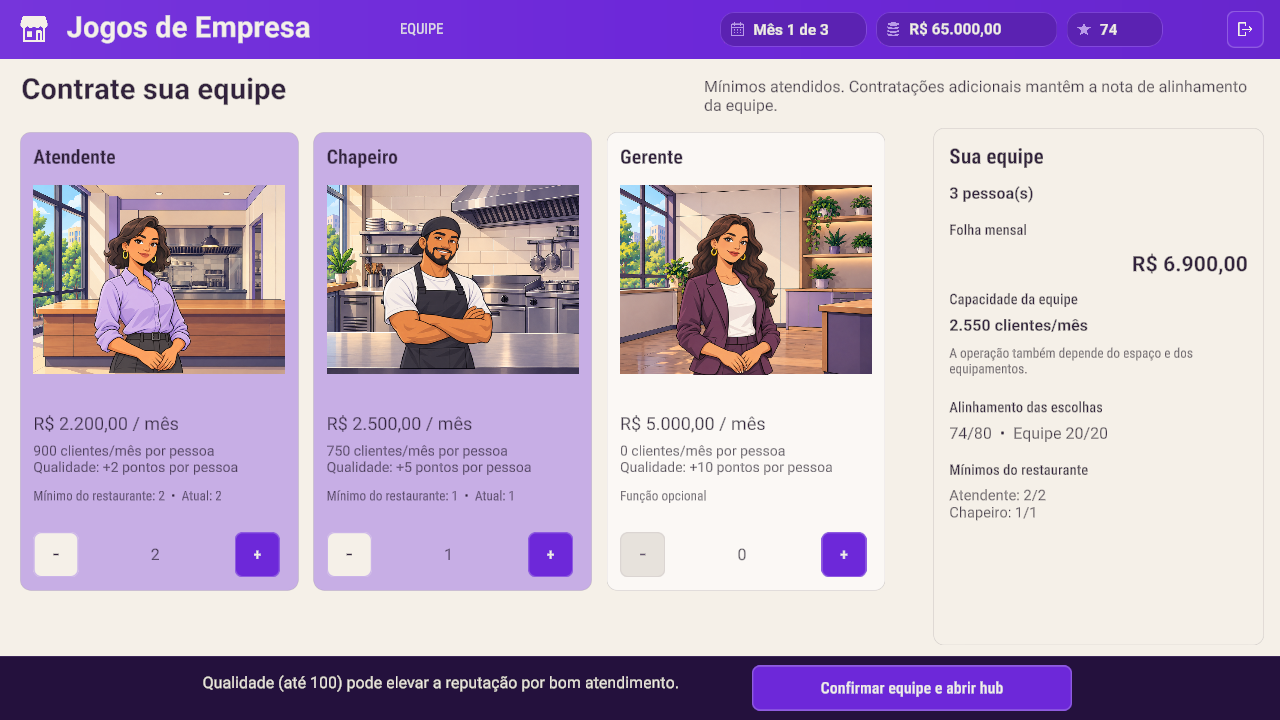 Jogos de Empresa
EQUIPE
Mês 1 de 3
R$ 65.000,00
74
Contrate sua equipe
Mínimos atendidos. Contratações adicionais mantêm a nota de alinhamento
da equipe.
Atendente
R$ 2.200,00 / mês
900 clientes/mês por pessoa
Qualidade: +2 pontos por pessoa
Mínimo do restaurante: 2 • Atual: 2
-
2
+
Chapeiro
R$ 2.500,00 / mês
750 clientes/mês por pessoa
Qualidade: +5 pontos por pessoa
Mínimo do restaurante: 1 • Atual: 1
-
1
+
Gerente
R$ 5.000,00 / mês
0 clientes/mês por pessoa
Qualidade: +10 pontos por pessoa
Função opcional
-
0
+
Sua equipe
3 pessoa(s)
Folha mensal
R$ 6.900,00
Capacidade da equipe
2.550 clientes/mês
A operação também depende do espaço e dos
equipamentos.
Alinhamento das escolhas
74/80 • Equipe 20/20
Mínimos do restaurante
Atendente: 2/2
Chapeiro: 1/1
Qualidade (até 100) pode elevar a reputação por bom atendimento.
Confirmar equipe e abrir hub